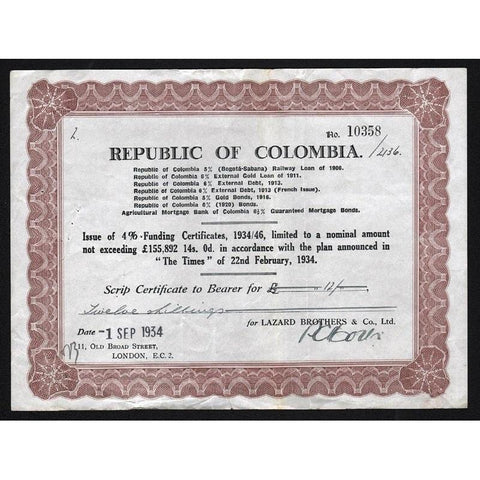 No. 10358
/2136.
REPUBLIC OF COLOMBIA.
Republic of Colombia 5% (Bogotá-Sabana) Railway Loan of 1906.
Republic of Colombia 6% External Gold Loan of 1911.
Republic of Colombia 6% External Debt, 1913.
Republic of Colombia 6% External Debt, 1913 (French Issue).
Republic of Colombia 5% Gold Bonds, 1916.
Republic of Colombia 6% (1920) Bonds.
Agricultural Mortgage Bank of Colombia 6½% Guaranteed Mortgage Bonds.
Issue of 4% Funding Certificates, 1934/46, limited to a nominal amount
not exceeding £155,892 14s. 0d. in accordance with the plan announced in
"The Times" of 22nd February, 1934.
Scrip Certificate to Bearer for £ 12/-
Twelve shillings
for LAZARD BROTHERS & Co., Ltd.
Date -1 SEP 1934
11, OLD BROAD STREET,
LONDON, E.C. 2.